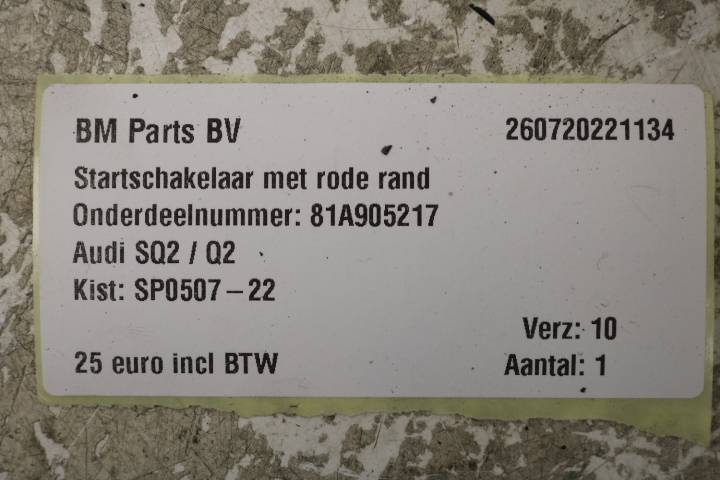 BM Parts BV 260720221134
Startschakelaar met rode rand
Onderdeelnummer: 81A905217
Audi SQ2 / Q2
Kist: SP0507 – 22
Verz: 10
25 euro incl BTW Aantal: 1